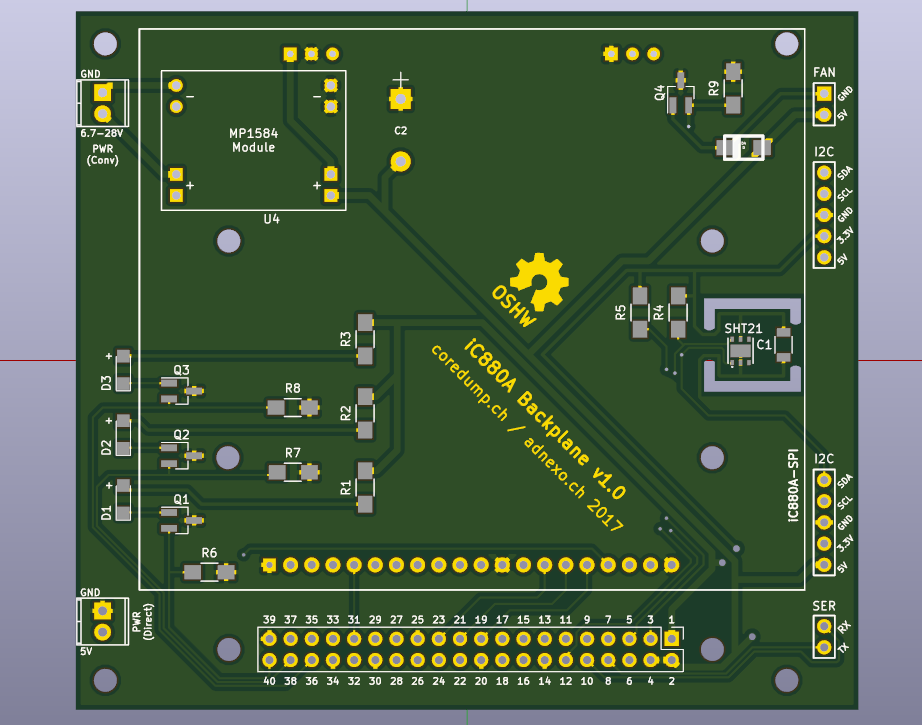 GND
6.7-28V
PWR
(Conv)
MP1584
Module
U4
+
C2
Q4
R9
FAN
GND
5V
I2C
SDA
SCL
GND
3.3V
5V
OSHW
R5
R4
SHT21
C1
R3
+
D3
Q3
R8
R2
+
D2
Q2
R7
R1
+
D1
Q1
R6
iC880A Backplane v1.0
coredump.ch / adnexo.ch 2017
iC880A-SPI
I2C
SDA
SCL
GND
3.3V
5V
GND
5V
PWR
(Direct)
39 37 35 33 31 29 27 25 23 21 19 17 15 13 11 9 7 5 3 1
40 38 36 34 32 30 28 26 24 22 20 18 16 14 12 10 8 6 4 2
SER
RX
TX